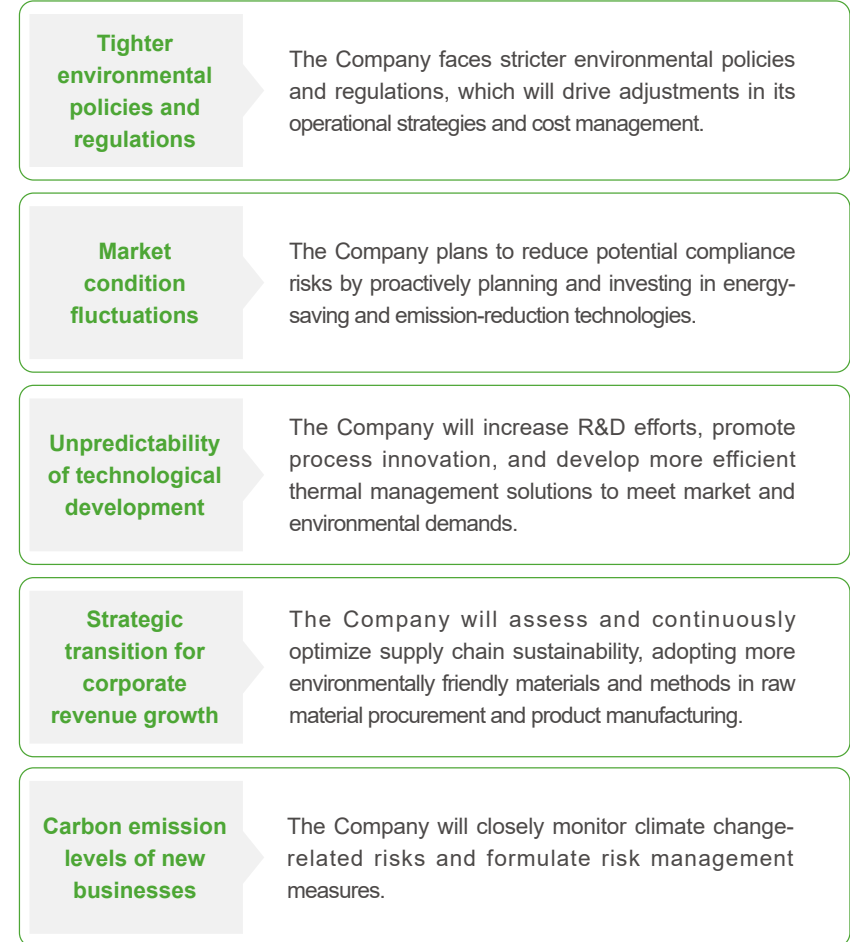 Tighter
environmental
policies and
regulations
The Company faces stricter environmental policies
and regulations, which will drive adjustments in its
operational strategies and cost management.
Market
condition
fluctuations
The Company plans to reduce potential compliance
risks by proactively planning and investing in energy-
saving and emission-reduction technologies.
Unpredictability
of technological
development
The Company will increase R&D efforts, promote
process innovation, and develop more efficient
thermal management solutions to meet market and
environmental demands.
Strategic
transition for
corporate
revenue growth
The Company will assess and continuously
optimize supply chain sustainability, adopting more
environmentally friendly materials and methods in raw
material procurement and product manufacturing.
Carbon emission
levels of new
businesses
The Company will closely monitor climate change-
related risks and formulate risk management
measures.